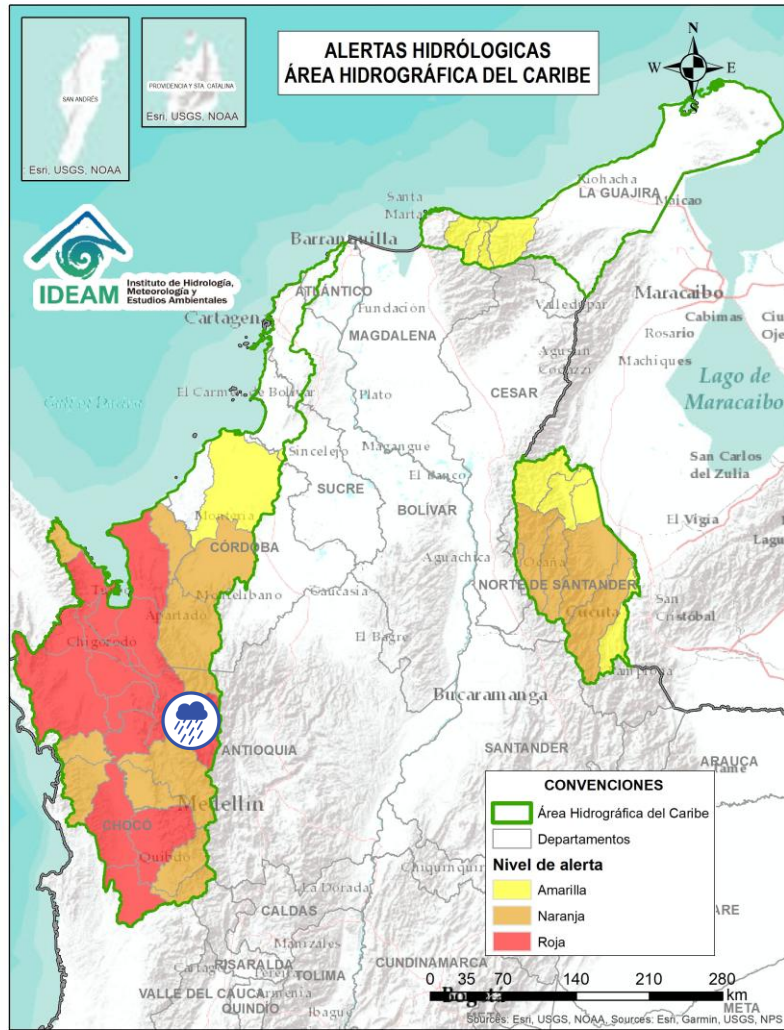 ALERTAS HIDRÓLOGICAS
ÁREA HIDROGRÁFICA DEL CARIBE
N
W
E
S
SAN ANDRÉS
Esri, USGS, NOAA
PROVIDENCIA Y STA. CATALINA
Esri, USGS, NOAA
IDEAM
Instituto de Hidrología,
Meteorología y
Estudios Ambientales
Riohacha
LA GUAJIRA
Maicao
Santa
Marta
Barranquilla
ATLÁNTICO
Fundación
Valledupar
Maracaibo
Cabimas
Cartagena
MAGDALENA
Rosario
Agustín
Codazzi
Machiques
CESAR
El Carmen de Bolívar
Plato
Lago de
Maracaibo
Sincelejo
Magangue
El Banco
San Carlos
del Zulia
SUCRE
BOLÍVAR
Montería
El Vigía
CÓRDOBA
Aguachica
Ocaña
NORTE DE SANTANDER
Montelíbano
Caucasia
Apartadó
San
Cristóbal
Cúcuta
Chigorodó
El Bagre
Pamplona
Bucaramanga
ANTIOQUIA
SANTANDER
ARAUCA
Medellín
CHOCÓ
Quibdó
La Dorada
CALDAS
Manizales
RISARALDA
TOLIMA
CUNDINAMARCA
VALLE DEL CAUCA
Armenia
QUINDÍO
Ibague
Bogotá
META
META
CONVENCIONES
Área Hidrográfica del Caribe
Departamentos
Nivel de alerta
Amarilla
Naranja
Roja
0 35 70 140 210 280
km
Sources: Esri, USGS, NOAA, Sources: Esri, Garmin, USGS, NPS